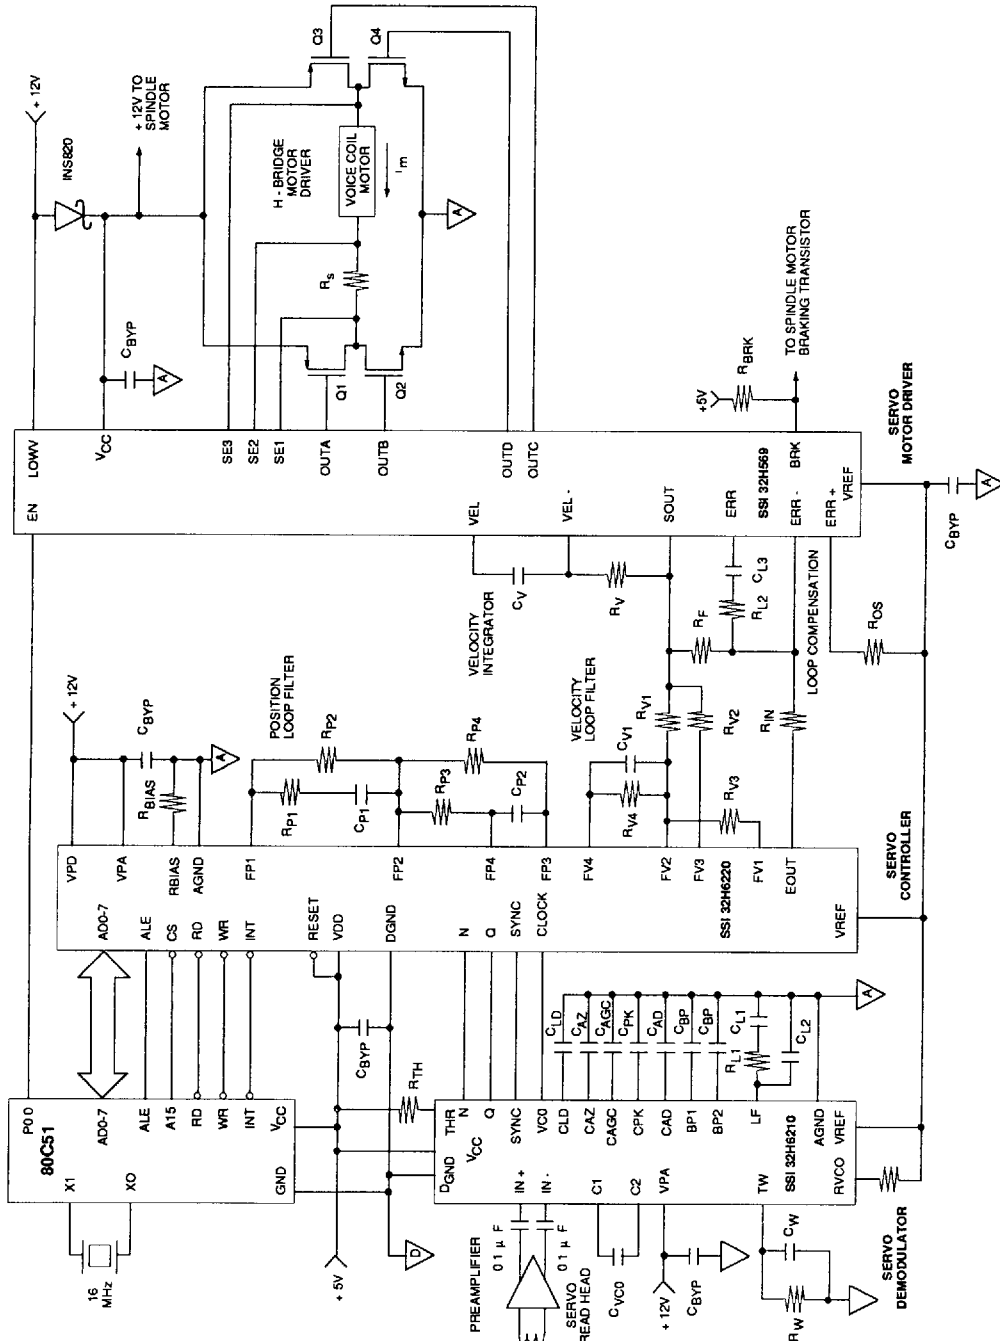 + 12V
INS820
+ 12V TO
SPINDLE
MOTOR
Q3
Q4
H - BRIDGE
MOTOR
DRIVER
VOICE COIL
MOTOR
Im
Rs
CBYP
A
Q1
Q2
A
+5V
RBRK
TO SPINDLE MOTOR
BRAKING TRANSISTOR
EN
LOWV
VCC
SE3
SE2
SE1
OUTA
OUTB
OUTD
OUTC
VEL
VEL -
SOUT
ERR
SSI 32H569
ERR -
BRK
ERR +
VREF
SERVO
MOTOR DRIVER
CBYP
A
VELOCITY
INTEGRATOR
CV
RV
RF
RL2
CL3
LOOP COMPENSATION
ROS
+ 12V
CBYP
RBIAS
A
POSITION
LOOP FILTER
RP2
RP1
CP1
RP3
RP4
CP2
VELOCITY
LOOP FILTER
CV1
RV4
RV1
RV2
RV3
RIN
VPD
VPA
RBIAS
AGND
FP1
FP2
FP4
FP3
FV4
FV2
FV3
FV1
EOUT
SSI 32H6220
AD0-7
ALE
CS
RD
WR
INT
RESET
VDD
DGND
N
Q
SYNC
CLOCK
VREF
SERVO
CONTROLLER
P0 0
80C51
AD0-7
ALE
A15
RD
WR
INT
VCC
GND
X1
XO
16
MHz
+ 5V
D
CBYP
RTH
THR
VCC
DGND
N
Q
SYNC
VC0
CLD
CAZ
CAGC
CPK
CAD
BP1
BP2
LF
AGND
VREF
SSI 32H6210
IN +
IN-
C1
C2
VPA
TW
RVCO
CLD
CAZ
CAGC
CPK
CAD
CBP
CBP
CL1
RL1
CL2
A
PREAMPLIFIER
0 1 µ F
0 1 µ F
SERVO
READ HEAD
CVC0
+ 12V
CBYP
CW
RW
SERVO
DEMODULATOR